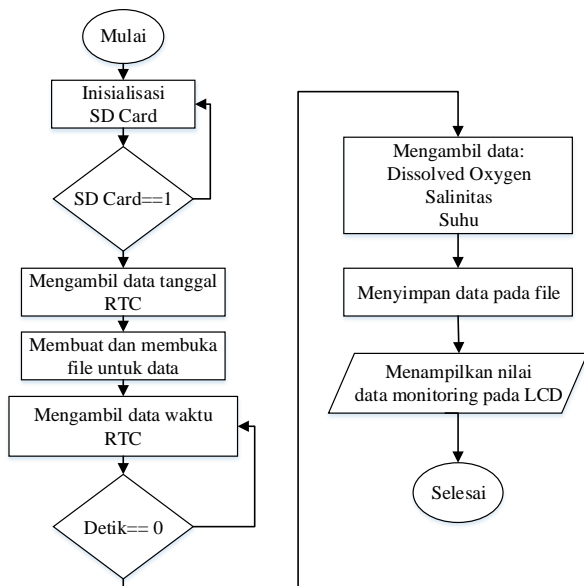 Mulai
Inisialisasi
SD Card
SD Card==1
Mengambil data tanggal
RTC
Membuat dan membuka
file untuk data
Mengambil data waktu
RTC
Detik== 0
Mengambil data:
Dissolved Oxygen
Salinitas
Suhu
Menyimpan data pada file
Menampilkan nilai
data monitoring pada LCD
Selesai